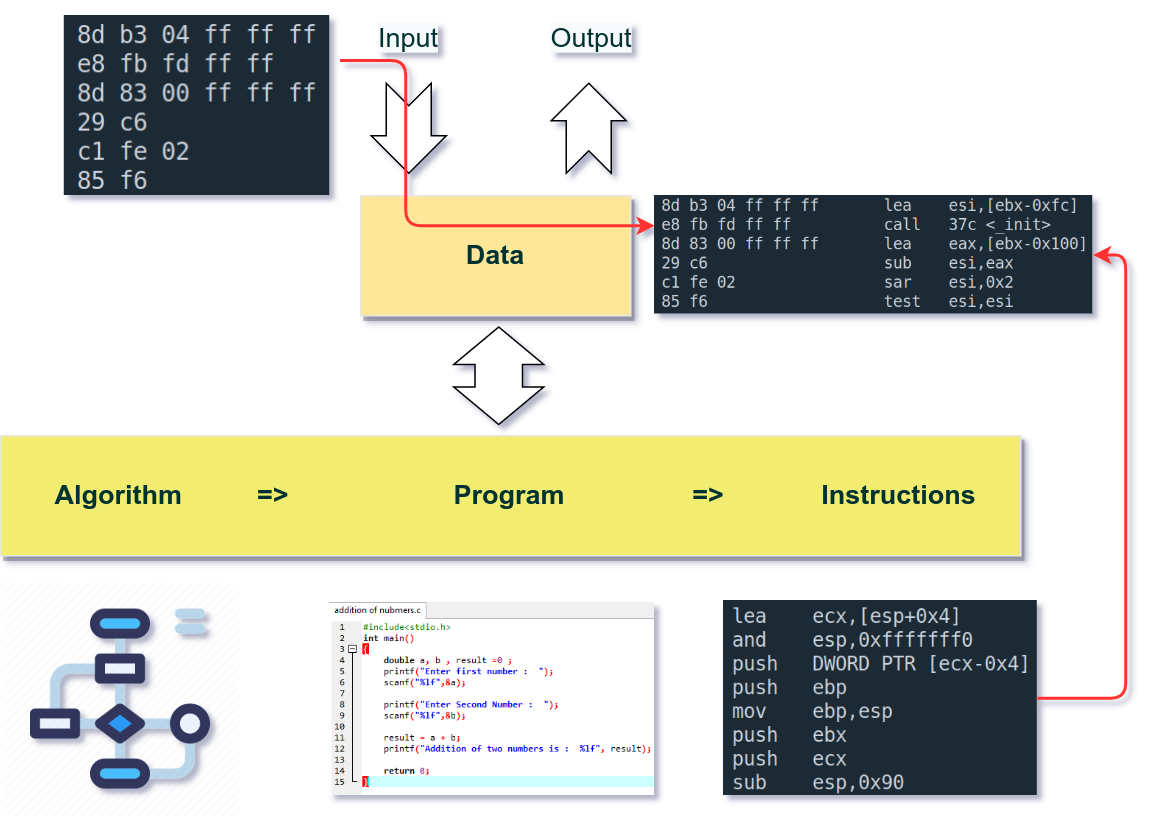 8d b3 04 ff ff ff
e8 fb fd ff ff
8d 83 00 ff ff ff
29 c6
c1 fe 02
85 f6
Input
Output
Data
8d b3 04 ff ff ff lea esi,[ebx-0xfc]
e8 fb fd ff ff call 37c <_init>
8d 83 00 ff ff ff lea eax,[ebx-0x100]
29 c6 sub esi,eax
c1 fe 02 sar esi,0x2
85 f6 test esi,esi
Algorithm => Program => Instructions
addition of nubmers.c
1 #include<stdio.h>
2 int main()
3 {
4 double a, b , result =0 ;
5 printf("Enter first number :  ");
6 scanf("%lf",&a);
7
8 printf("Enter Second Number :  ");
9 scanf("%lf",&b);
10
11 result = a + b;
12 printf("Addition of two numbers is :  %lf", result);
13
14 return 0;
15 }
lea ecx,[esp+0x4]
and esp,0xfffffff0
push DWORD PTR [ecx-0x4]
push ebp
mov ebp,esp
push ebx
push ecx
sub esp,0x90